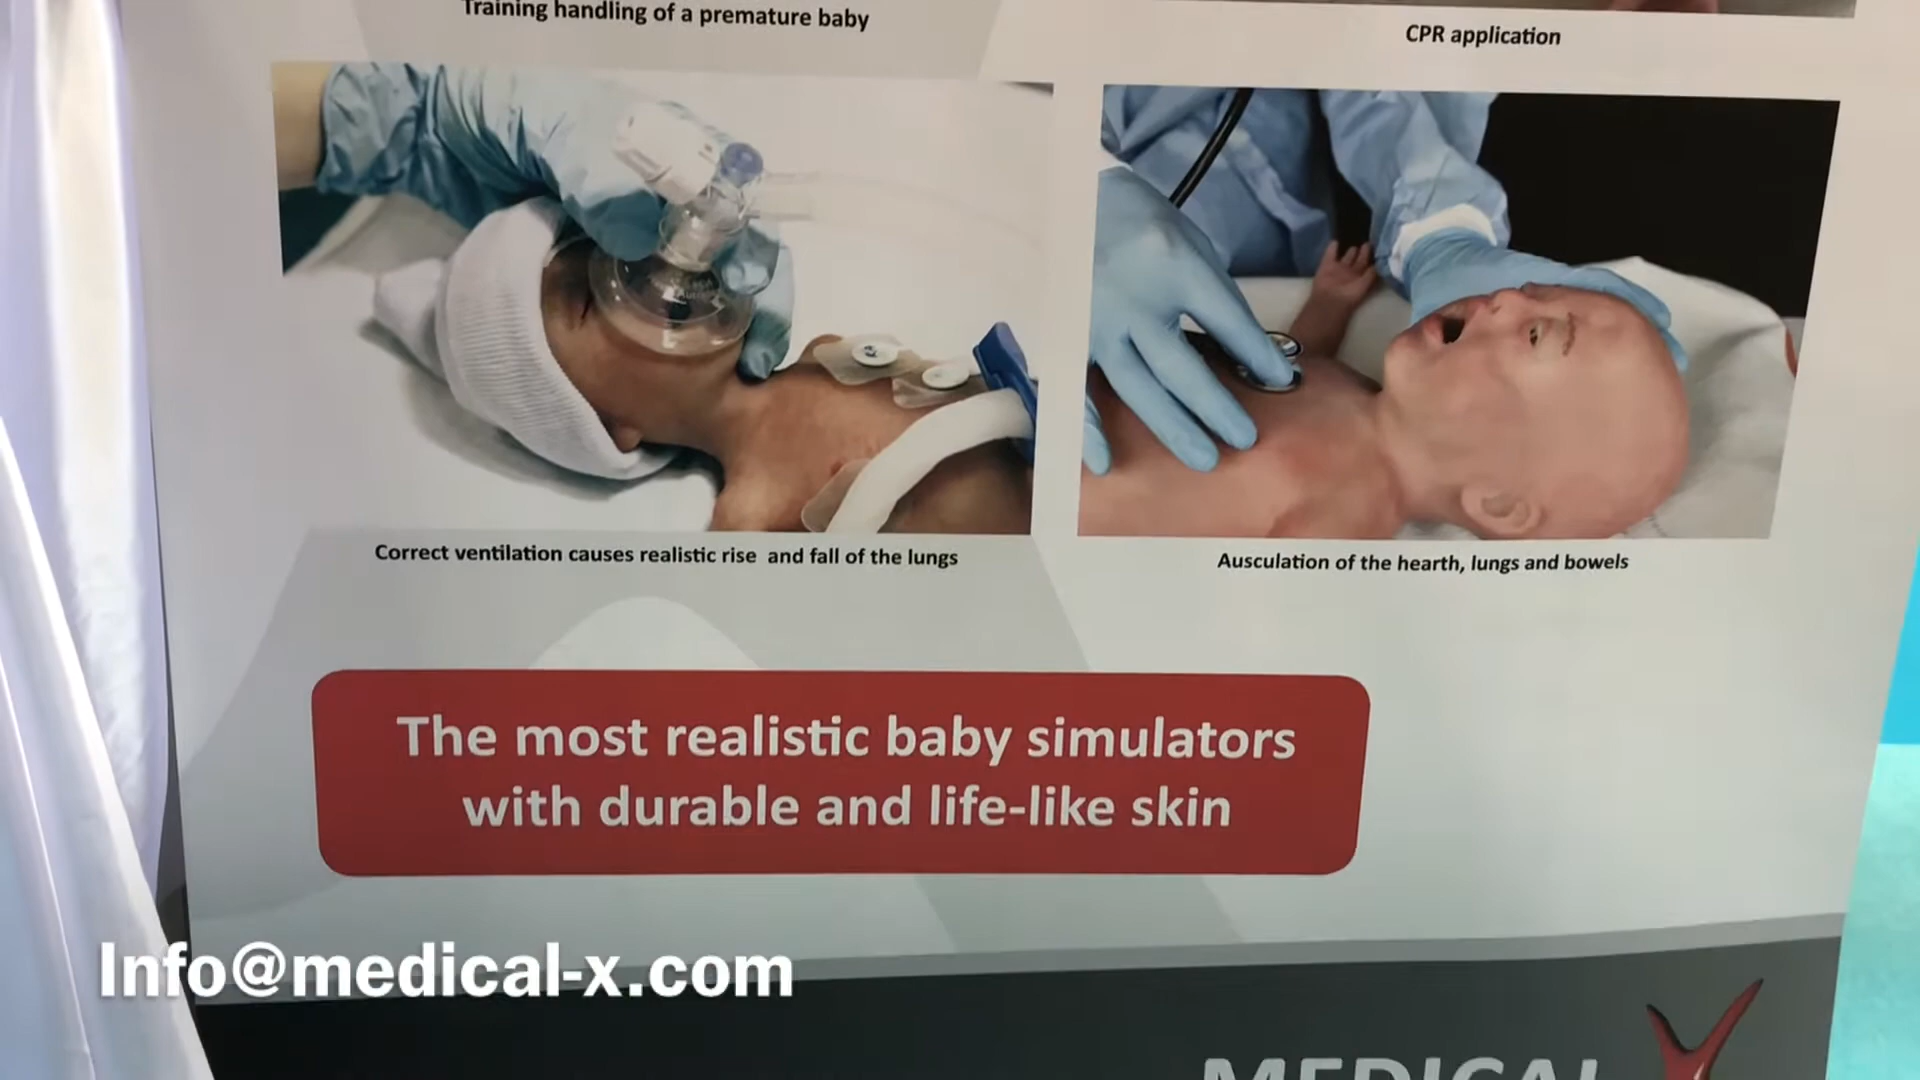 Training handling of a premature baby
CPR application
Correct ventilation causes realistic rise and fall of the lungs
Ausculation of the hearth, lungs and bowels
The most realistic baby simulators
with durable and life-like skin
Info@medical-x.com
MEDICAL X